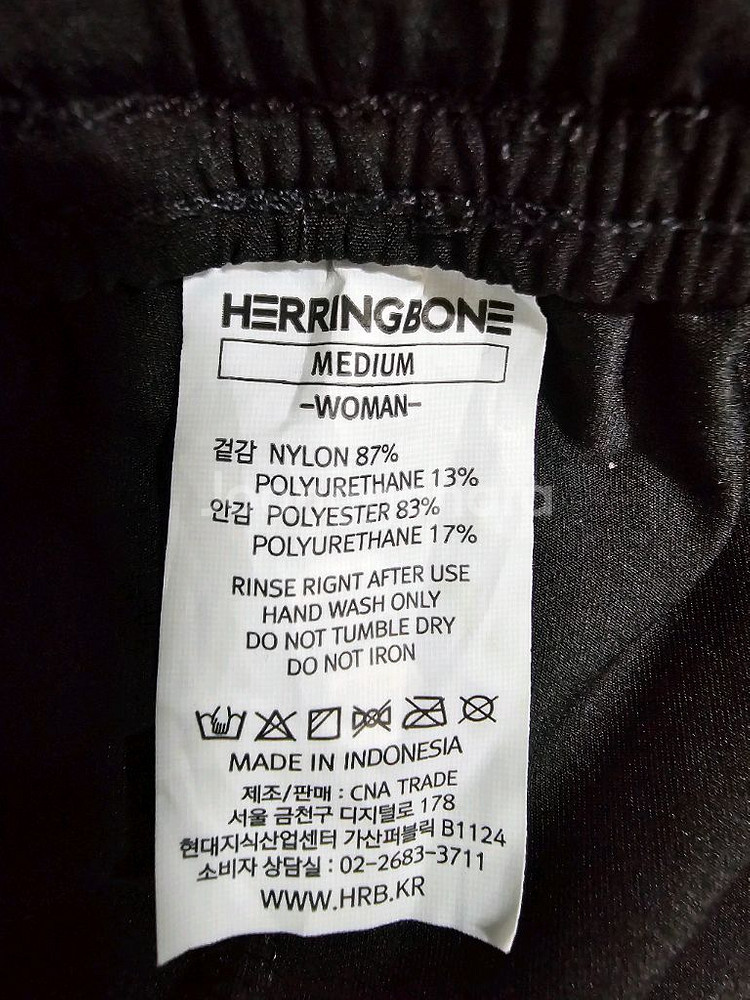 HERRINGBONE
MEDIUM
-WOMAN-
겉감 NYLON 87%
POLYURETHANE 13%
안감 POLYESTER 83%
POLYURETHANE 17%
RINSE RIGNT AFTER USE
HAND WASH ONLY
DO NOT TUMBLE DRY
DO NOT IRON
MADE IN INDONESIA
제조/판매 : CNA TRADE
서울 금천구 디지털로 178
현대지식산업센터 가산퍼블릭 B1124
소비자 상담실 : 02-2683-3711
WWW.HRB.KR